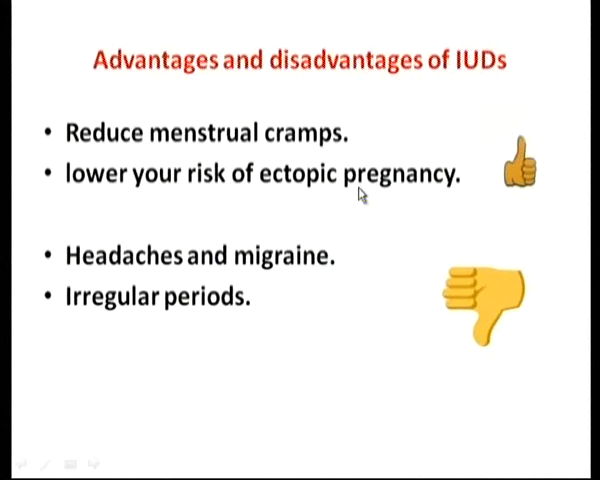 Advantages and disadvantages of IUDs
• Reduce menstrual cramps.
• lower your risk of ectopic pregnancy.
• Headaches and migraine.
• Irregular periods.